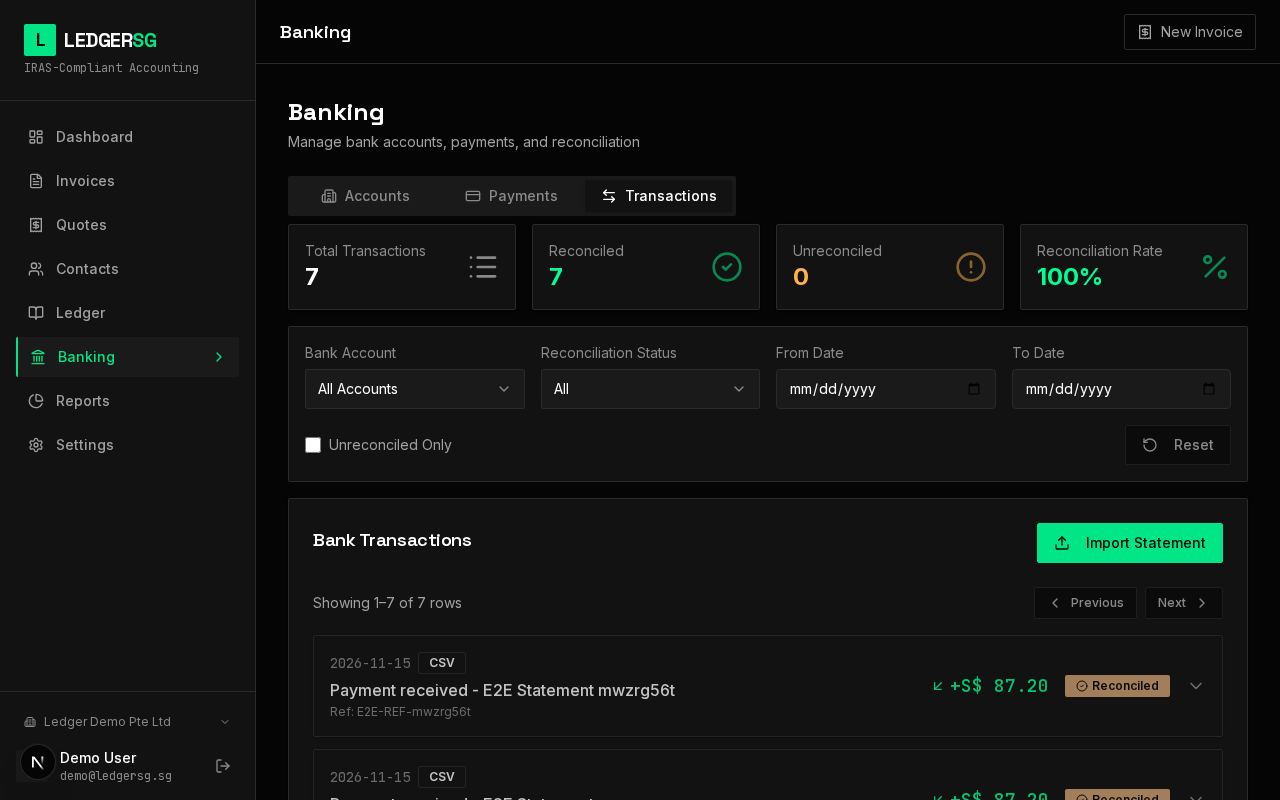 L LEDGERSG
IRAS-Compliant Accounting
Dashboard
Invoices
Quotes
Contacts
Ledger
Banking
Reports
Settings
Ledger Demo Pte Ltd
N
Demo User
demo@ledgersg.sg
Banking
New Invoice
Banking
Manage bank accounts, payments, and reconciliation
Accounts Payments Transactions
Total Transactions
7
Reconciled
7
Unreconciled
0
Reconciliation Rate
100%
Bank Account
All Accounts
Reconciliation Status
All
From Date
mm/dd/yyyy
To Date
mm/dd/yyyy
Unreconciled Only
Reset
Bank Transactions
Import Statement
Showing 1–7 of 7 rows
Previous Next
2026-11-15 CSV
Payment received - E2E Statement mwzrg56t
Ref: E2E-REF-mwzrg56t
+S$ 87.20 Reconciled
2026-11-15 CSV
+S$ 87.20 Reconciled